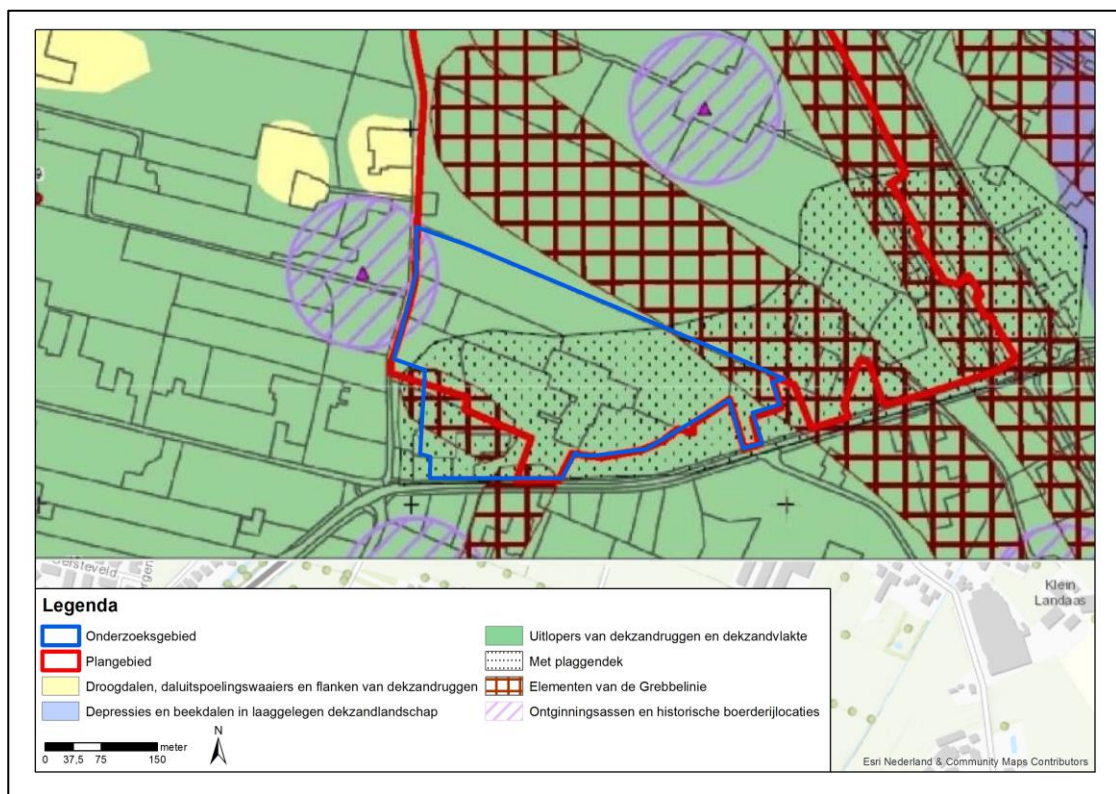 Klein
Landaas
Legenda
Onderzoeksgebied
Plangebied
Droogdalen, daluitspoelingswaaiers en flanken van dekzandruggen
Depressies en beekdalen in laaggelegen dekzandlandschap
Uitlopers van dekzandruggen en dekzandvlakte
Met plaggendek
Elementen van de Grebbelinie
Ontginningsassen en historische boerderijlocaties
N
meter
0 37,5 75 150
Esri Nederland & Community Maps Contributors